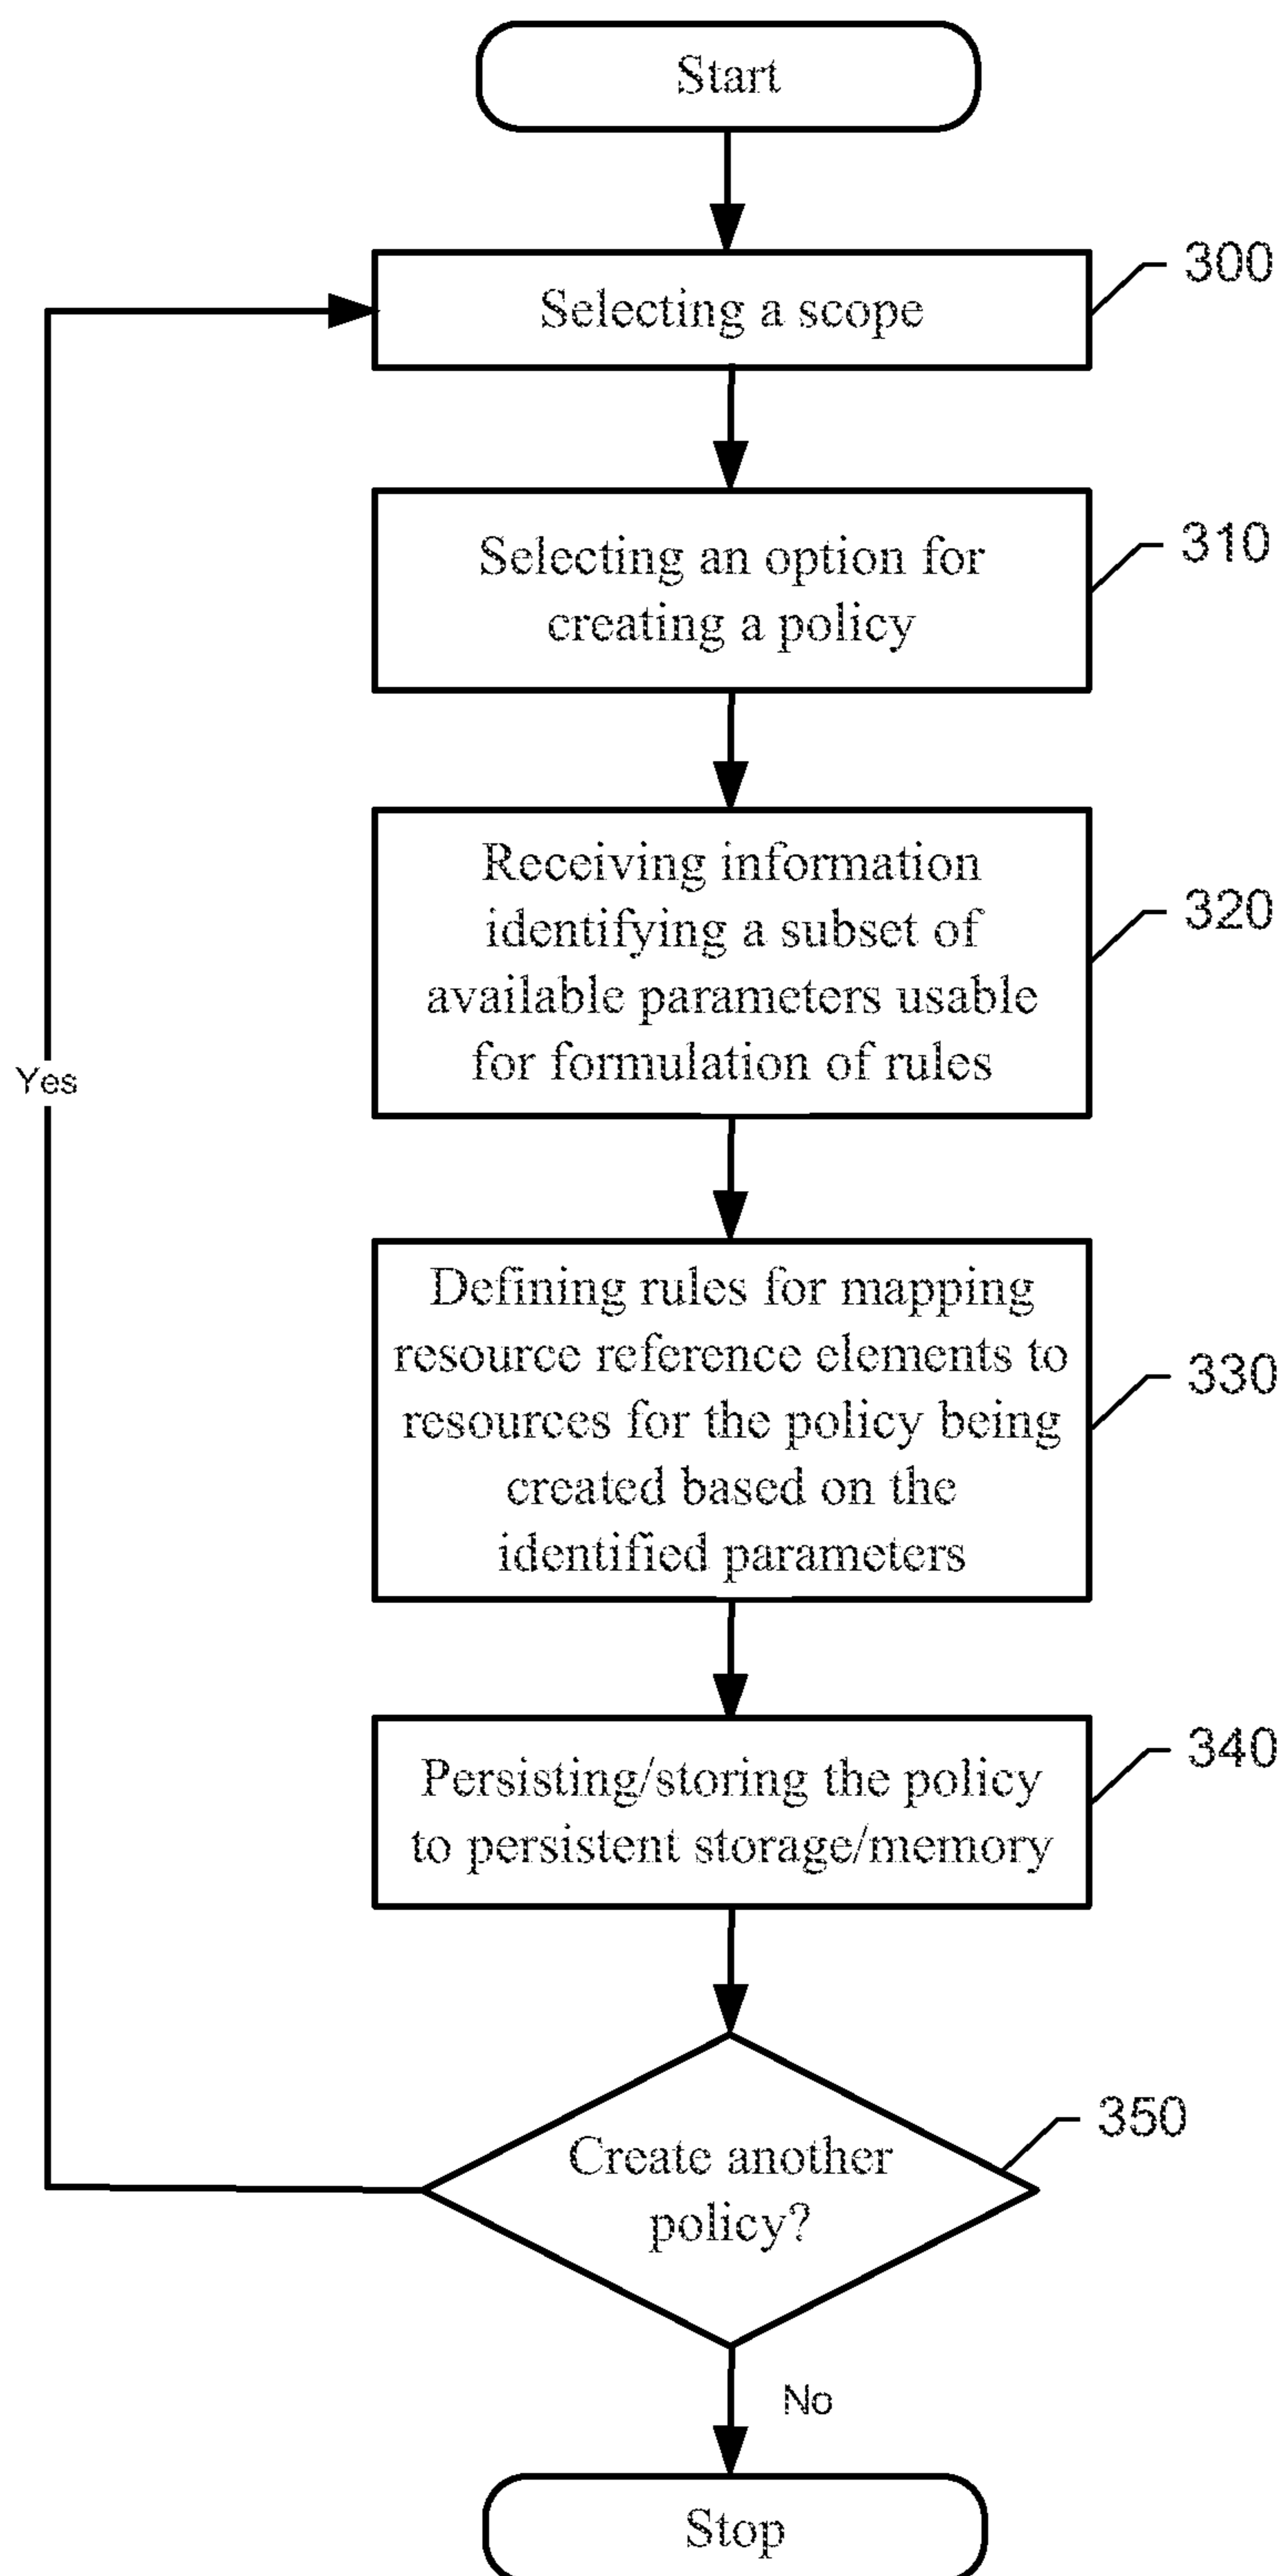 Start
300
Selecting a scope
310
Selecting an option for
creating a policy
320
Receiving information
identifying a subset of
available parameters usable
for formulation of rules
Yes
330
Defining rules for mapping
resource reference elements to
resources for the policy being
created based on the
identified parameters
340
Persisting/storing the policy
to persistent storage/memory
350
Create another
policy?
No
Stop